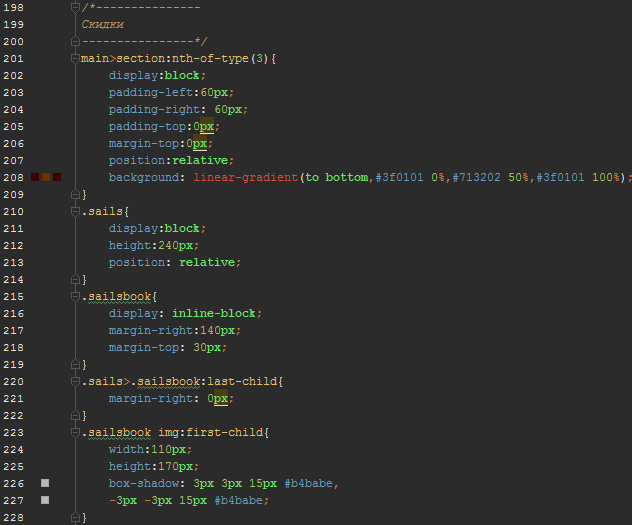 198 /*---------------
199 Скидки
200 ----------------*/
201 main>section:nth-of-type(3){
202 display:block;
203 padding-left:60px;
204 padding-right: 60px;
205 padding-top:0px;
206 margin-top:0px;
207 position:relative;
208 background: linear-gradient(to bottom,#3f0101 0%,#713202 50%,#3f0101 100%);
209 }
210 .sails{
211 display:block;
212 height:240px;
213 position: relative;
214 }
215 .sailsbook{
216 display: inline-block;
217 margin-right:140px;
218 margin-top: 30px;
219 }
220 .sails>.sailsbook:last-child{
221 margin-right: 0px;
222 }
223 .sailsbook img:first-child{
224 width:110px;
225 height:170px;
226 box-shadow: 3px 3px 15px #b4babe,
227 -3px -3px 15px #b4babe;
228 }